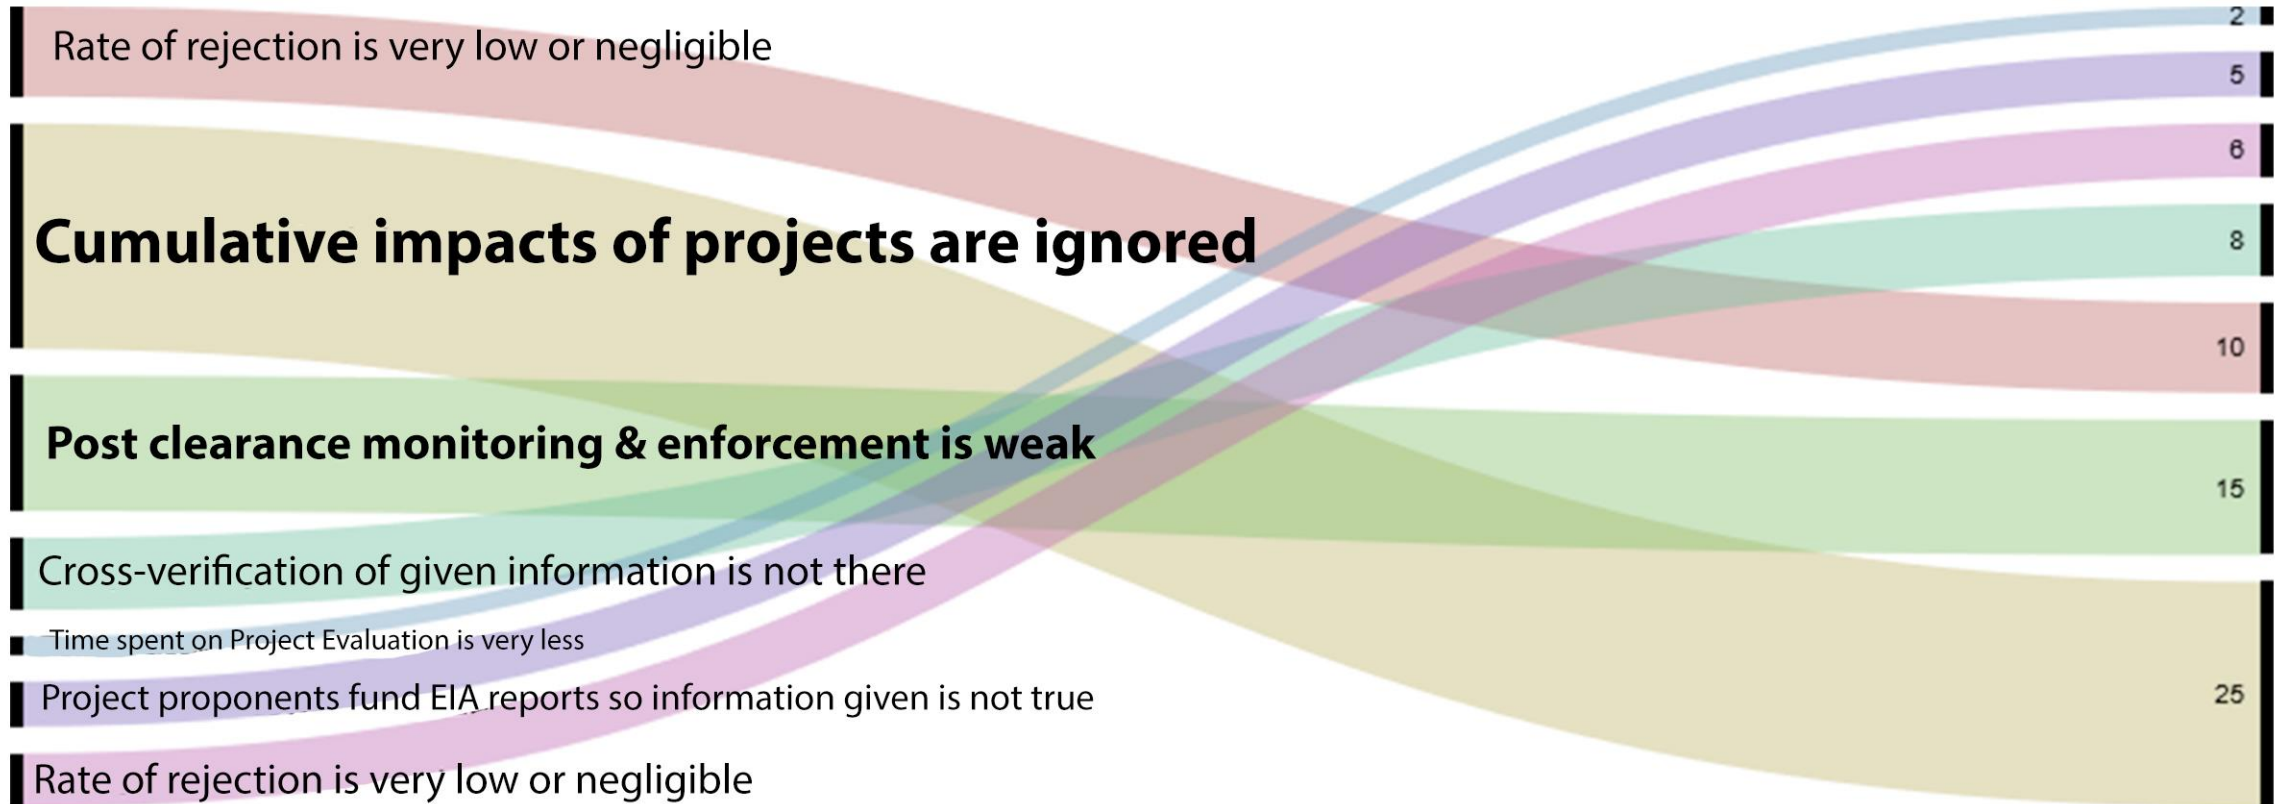 Rate of rejection is very low or negligible
Cumulative impacts of projects are ignored
Post clearance monitoring & enforcement is weak
Cross-verification of given information is not there
Time spent on Project Evaluation is very less
Project proponents fund EIA reports so information given is not true
Rate of rejection is very low or negligible
2
5
6
8
10
15
25